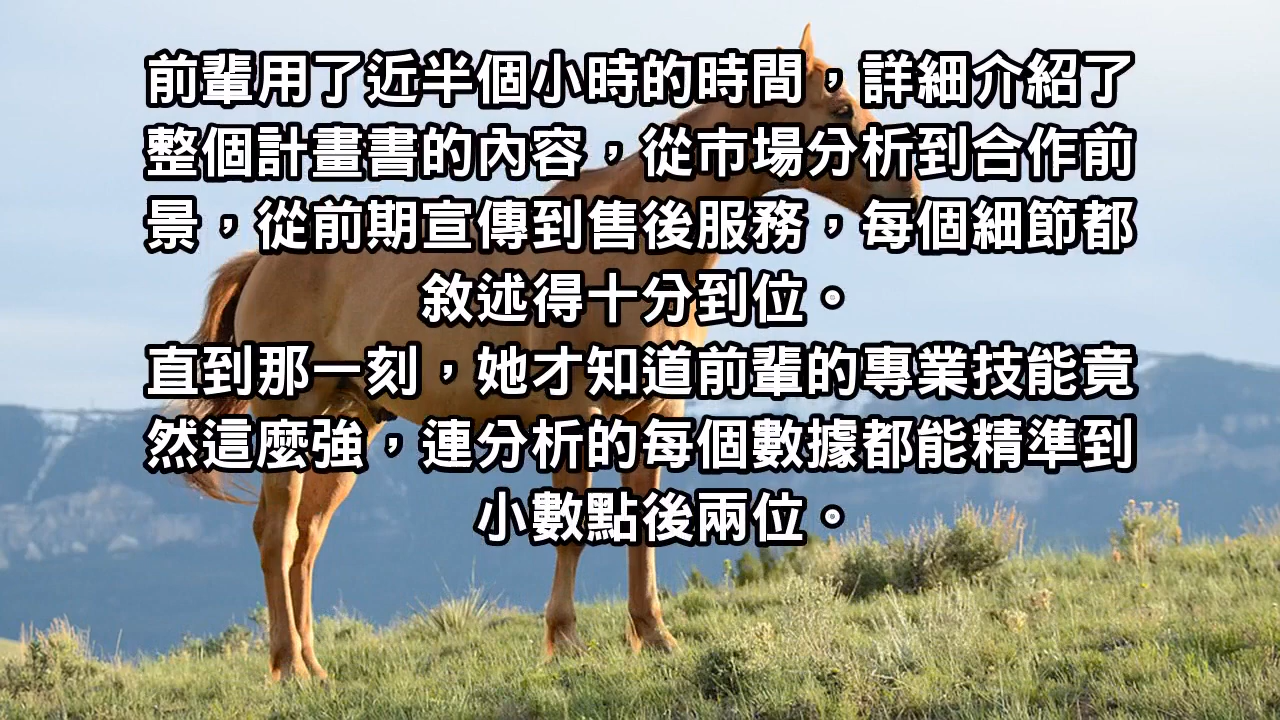 前輩用了近半個小時的時間，詳細介紹了
整個計畫書的內容，從市場分析到合作前
景，從前期宣傳到售後服務，每個細節都
敘述得十分到位。
直到那一刻，她才知道前輩的專業技能竟
然這麼強，連分析的每個數據都能精準到
小數點後兩位。